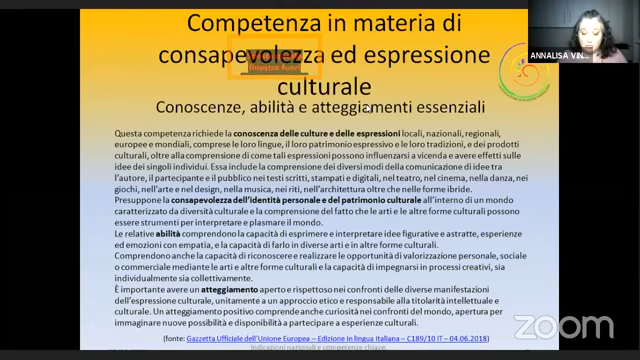 Competenza in materia di
consapevolezza ed espressione
finestra fuori
culturale
Conoscenze, abilità e atteggiamenti essenziali
ANNALISA VIN...
Questa competenza richiede la conoscenza delle culture e delle espressioni locali, nazionali, regionali,
europee e mondiali, comprese le loro lingue, il loro patrimonio espressivo e le loro tradizioni, e dei prodotti
culturali, oltre alla comprensione di come tali espressioni possono influenzarsi a vicenda e avere effetti sulle
idee dei singoli individui. Essa include la comprensione dei diversi modi della comunicazione di idee tra
l'autore, il partecipante e il pubblico nei testi scritti, stampati e digitali, nel teatro, nel cinema, nella danza, nei
giochi, nell'arte e nel design, nella musica, nei riti, nell'architettura oltre che nelle forme ibride.
Presuppone la consapevolezza dell'identità personale e del patrimonio culturale all'interno di un mondo
caratterizzato da diversità culturale e la comprensione del fatto che le arti e le altre forme culturali possono
essere strumenti per interpretare e plasmare il mondo.
Le relative abilità comprendono la capacità di esprimere e interpretare idee figurative e astratte, esperienze
ed emozioni con empatia, e la capacità di farlo in diverse arti e in altre forme culturali.
Comprendono anche la capacità di riconoscere e realizzare le opportunità di valorizzazione personale, sociale
o commerciale mediante le arti e altre forme culturali e la capacità di impegnarsi in processi creativi, sia
individualmente sia collettivamente.
È importante avere un atteggiamento aperto e rispettoso nei confronti delle diverse manifestazioni
dell'espressione culturale, unitamente a un approccio etico e responsabile alla titolarità intellettuale e
culturale. Un atteggiamento positivo comprende anche curiosità nei confronti del mondo, apertura per
immaginare nuove possibilità e disponibilità a partecipare a esperienze culturali.
(fonte: Gazzetta Ufficiale dell'Unione Europea – Edizione in lingua italiana – C189/10 IT – 04.06.2018)
Indicazioni nazionali e competenze chiave.
zoom